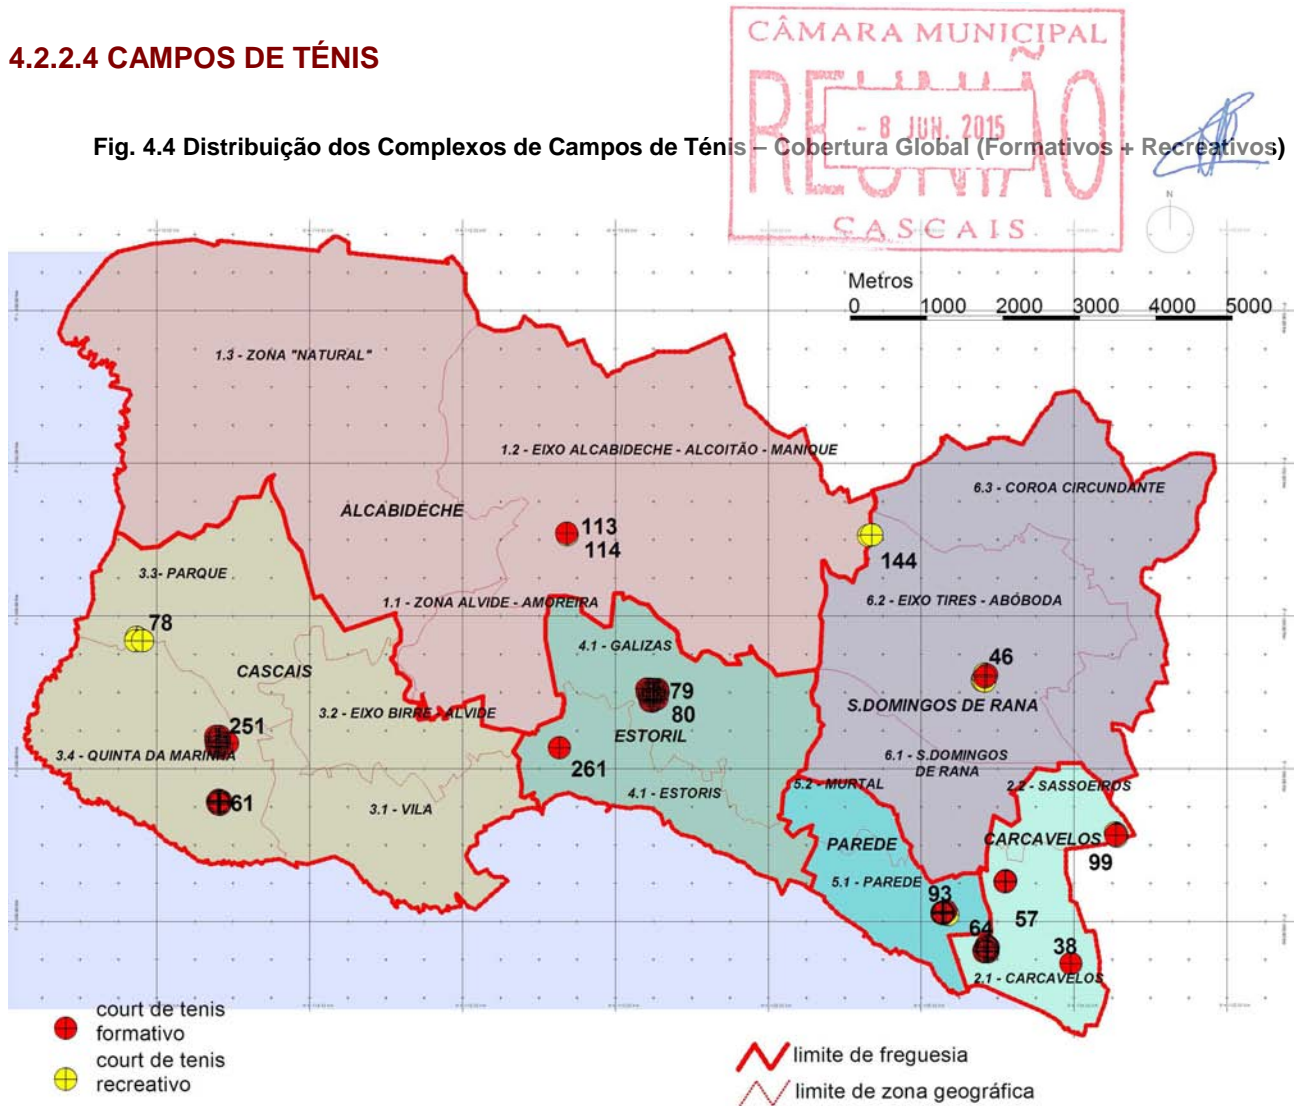 4.2.2.4 CAMPOS DE TÉNIS
CÂMARA MUNICIPAL
REUNIÃO
- 8 JUN. 2015
CASCAIS
Fig. 4.4 Distribuição dos Complexos de Campos de Ténis – Cobertura Global (Formativos + Recreativos)
N
Metros
0 1000 2000 3000 4000 5000
1.3 - ZONA "NATURAL"
1.2 - EIXO ALCABIDECHE - ALCOITÃO - MANIQUE
6.3 - COROA CIRCUNDANTE
ALCABIDECHE
113
114
144
3.3- PARQUE
1.1 - ZONA ALVIDE - AMOREIRA
6.2 - EIXO TIRES - ABÓBODA
78
4.1 - GALIZAS
46
CASCAIS
79
80
3.2 - EIXO BIRRE - ALVIDE
S.DOMINGOS DE RANA
251
ESTORIL
3.4 - QUINTA DA MARINHA
261
6.1 - S.DOMINGOS
DE RANA
5.2 - MURTAL
2.2 - SASSOEIROS
4.1 - ESTORIS
61
3.1 - VILA
PAREDE
CARCAVELOS
99
5.1 - PAREDE
93
57
64
38
2.1 - CARCAVELOS
court de tenis
formativo
court de tenis
recreativo
limite de freguesia
limite de zona geográfica